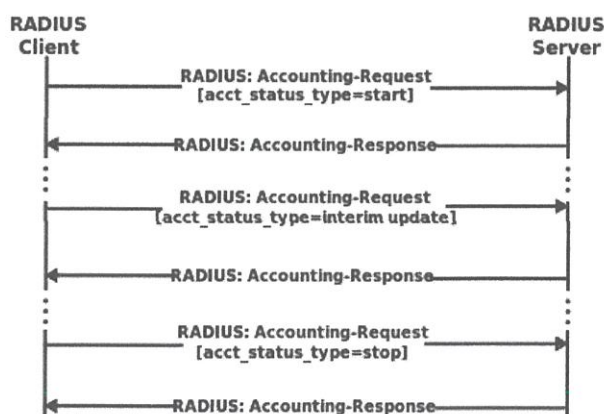 RADIUS
Client
RADIUS
Server
RADIUS: Accounting-Request
[acct_status_type=start]
RADIUS: Accounting-Response
RADIUS: Accounting-Request
[acct_status_type=interim update]
RADIUS: Accounting-Response
RADIUS: Accounting-Request
[acct_status_type=stop]
RADIUS: Accounting-Response